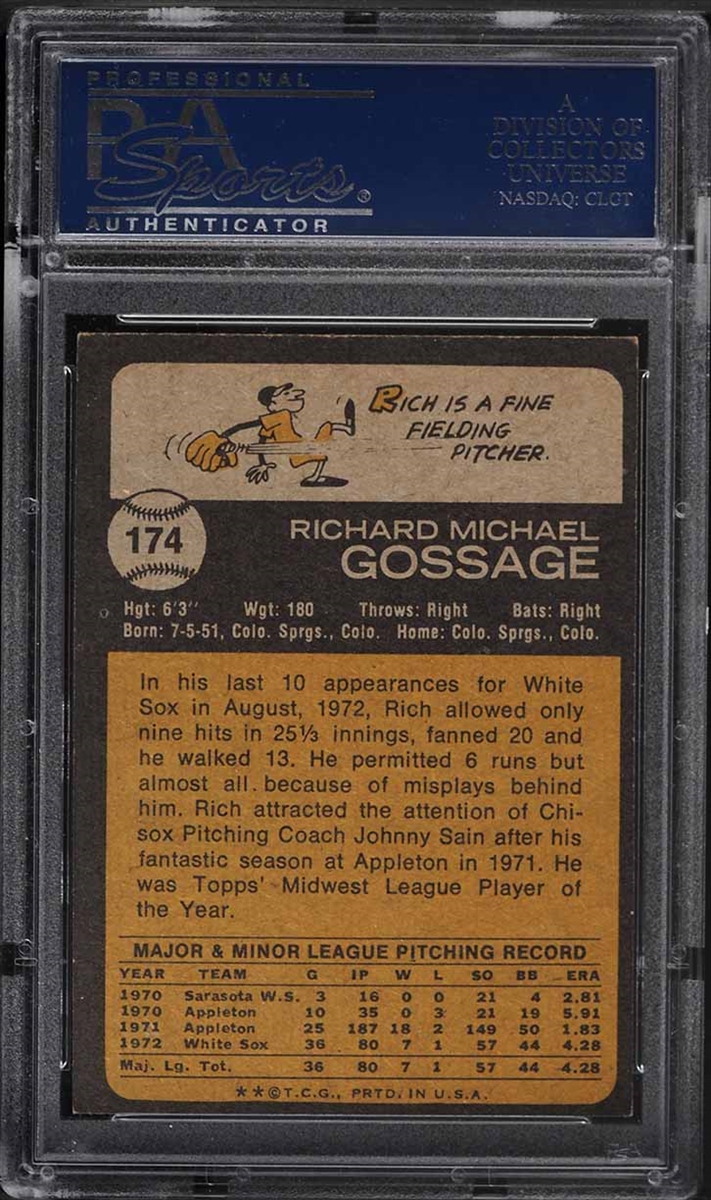 PROFESSIONAL
PSA
Sports®
AUTHENTICATOR
A
DIVISION OF
COLLECTORS
UNIVERSE
NASDAQ: CLCT
RICH IS A FINE
FIELDING
PITCHER.
174
RICHARD MICHAEL
GOSSAGE
Hgt: 6'3" Wgt: 180 Throws: Right Bats: Right
Born: 7-5-51, Colo. Sprgs., Colo. Home: Colo. Sprgs., Colo.
In his last 10 appearances for White
Sox in August, 1972, Rich allowed only
nine hits in 25⅓ innings, fanned 20 and
he walked 13. He permitted 6 runs but
almost all because of misplays behind
him. Rich attracted the attention of Chi-
sox Pitching Coach Johnny Sain after his
fantastic season at Appleton in 1971. He
was Topps' Midwest League Player of
the Year.
MAJOR & MINOR LEAGUE PITCHING RECORD
YEAR TEAM G IP W L SO BB ERA
1970 Sarasota W.S. 3 16 0 0 21 4 2.81
1970 Appleton 10 35 0 3 21 19 5.91
1971 Appleton 25 187 18 2 149 50 1.83
1972 White Sox 36 80 7 1 57 44 4.28
Maj. Lg. Tot. 36 80 7 1 57 44 4.28
**©T.C.G., PRTD. IN U.S.A.